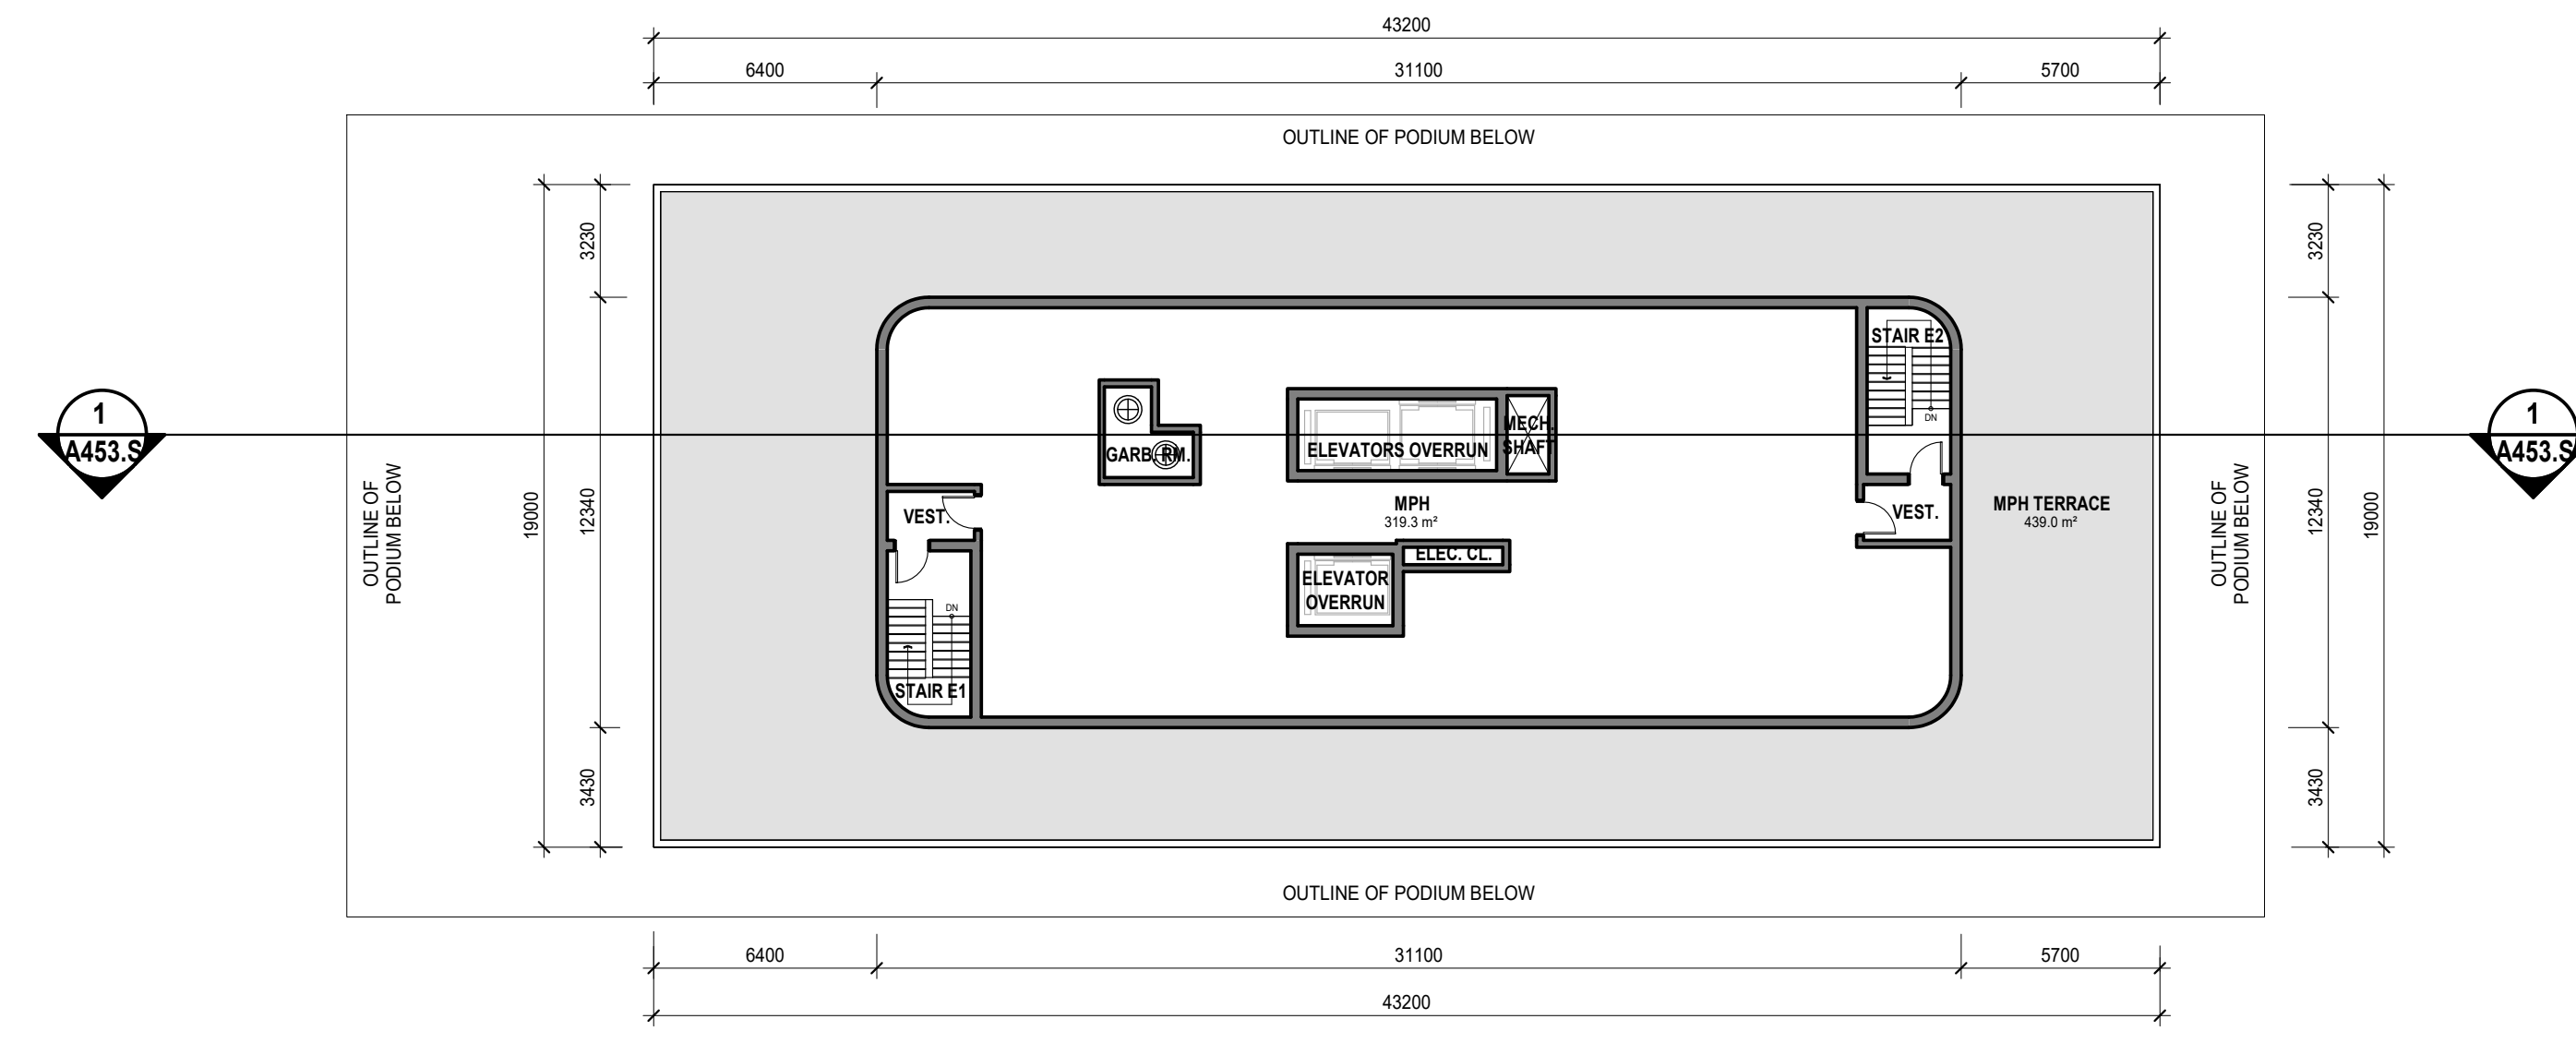 43200
6400
31100
5700
OUTLINE OF PODIUM BELOW
3230
3230
STAIR E2
1
A453.S
1
A453.S
DN
MECH.
SHAFT
ELEVATORS OVERRUN
GARB. RM.
OUTLINE OF
PODIUM BELOW
19000
12340
VEST.
MPH
319.3 m²
VEST.
MPH TERRACE
439.0 m²
OUTLINE OF
PODIUM BELOW
12340
19000
ELEC. CL.
ELEVATOR
OVERRUN
DN
STAIR E1
3430
3430
OUTLINE OF PODIUM BELOW
6400
31100
5700
43200